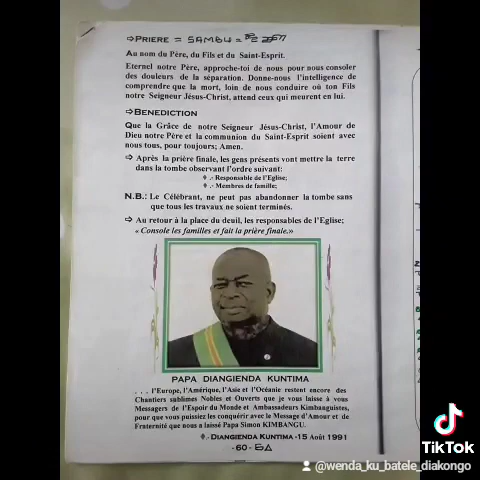 ⇨PRIERE = SAMBU =
Au nom du Père, du Fils et du Saint-Esprit.
Eternel notre Père, approche-toi de nous pour nous consoler
des douleurs de la séparation. Donne-nous l'intelligence de
comprendre que la mort, loin de nous conduire où ton Fils
notre Seigneur Jésus-Christ, attend ceux qui meurent en lui.
⇨BENEDICTION
Que la Grâce de notre Seigneur Jésus-Christ, l'Amour de
Dieu notre Père et la communion du Saint-Esprit soient avec
nous tous, pour toujours; Amen.
⇨ Après la prière finale, les gens présents vont mettre la terre
dans la tombe observant l'ordre suivant:
.- Responsable de l'Eglise;
.- Membres de famille;
N.B.: Le Célébrant, ne peut pas abandonner la tombe sans
que tous les travaux ne soient terminés.
⇨ Au retour à la place du deuil, les responsables de l'Eglise;
« Console les familles et fait la prière finale.»
PAPA DIANGIENDA KUNTIMA
. . . l'Europe, l'Amérique, l'Asie et l'Océanie restent encore des
Chantiers sublimes Nobles et Ouverts que je vous laisse à vous
Messagers de l'Espoir du Monde et Ambassadeurs Kimbanguistes,
pour que vous puissiez les conquérir avec le Message d'Amour et de
Fraternité que nous a laissé Papa Simon KIMBANGU.
.- DIANGIENDA KUNTIMA -15 Août 1991
-60-
TikTok
@wenda_ku_batele_diakongo